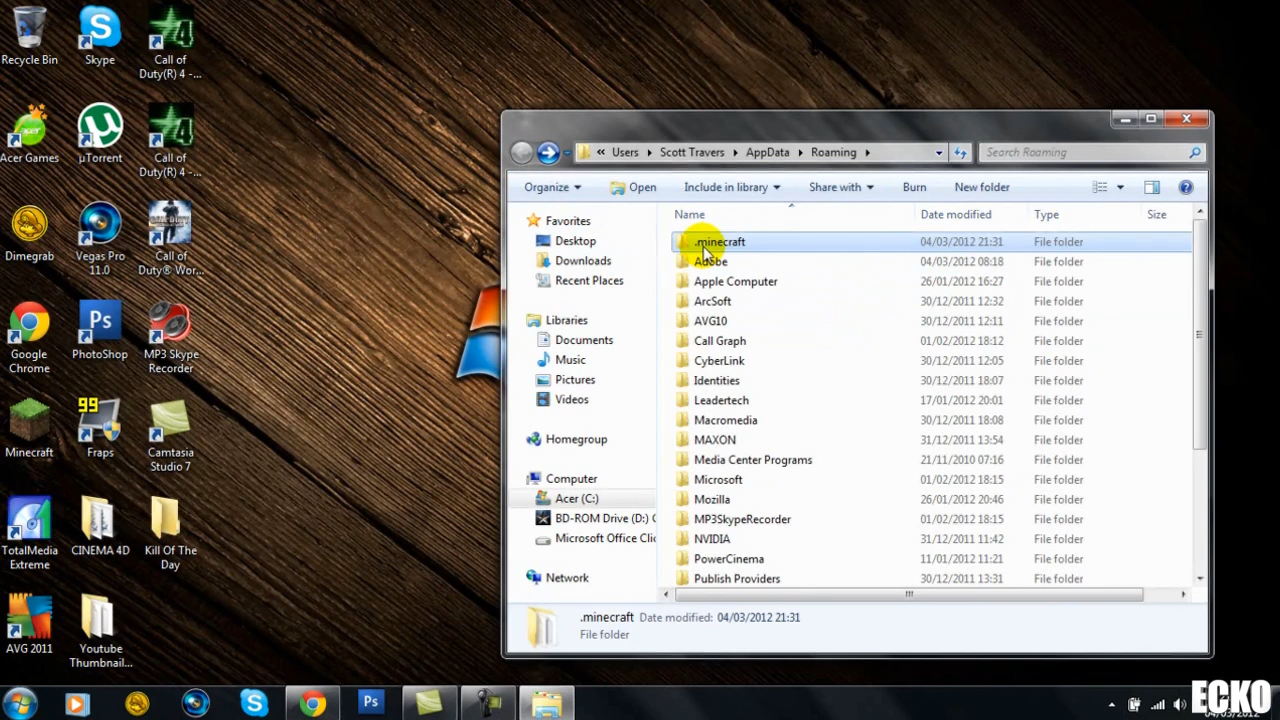 Recycle Bin
Skype
Call of
Duty(R) 4 -...
Acer Games
µTorrent
Call of
Duty(R) 4 -...
Dimegrab
Vegas Pro
11.0
Call of
Duty® Wor...
Google
Chrome
Ps
PhotoShop
MP3 Skype
Recorder
Minecraft
99
Fraps
Camtasia
Studio 7
TotalMedia
Extreme
CINEMA 4D
Kill Of The
Day
AVG 2011
Youtube
Thumbnail...
« Users Scott Travers AppData Roaming
Search Roaming
Organize Open Include in library Share with Burn New folder
Favorites
Desktop
Downloads
Recent Places
Libraries
Documents
Music
Pictures
Videos
Homegroup
Computer
Acer (C:)
BD-ROM Drive (D:) C
Microsoft Office Clic
Network
Name Date modified Type Size
.minecraft 04/03/2012 21:31 File folder
Adobe 04/03/2012 08:18 File folder
Apple Computer 26/01/2012 16:27 File folder
ArcSoft 30/12/2011 12:32 File folder
AVG10 30/12/2011 12:11 File folder
Call Graph 01/02/2012 18:12 File folder
CyberLink 30/12/2011 12:05 File folder
Identities 30/12/2011 18:07 File folder
Leadertech 17/01/2012 20:01 File folder
Macromedia 30/12/2011 18:08 File folder
MAXON 31/12/2011 13:54 File folder
Media Center Programs 21/11/2010 07:16 File folder
Microsoft 01/02/2012 18:15 File folder
Mozilla 26/01/2012 20:46 File folder
MP3SkypeRecorder 01/02/2012 18:15 File folder
NVIDIA 31/12/2011 11:42 File folder
PowerCinema 11/01/2012 11:21 File folder
Publish Providers 30/12/2011 13:31 File folder
.minecraft Date modified: 04/03/2012 21:31
File folder
Ps
ECKO
04/03/2012